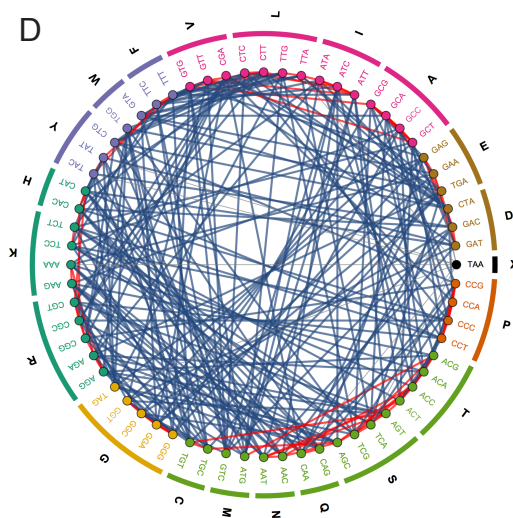 D
L
CTT
TTG
TTA
I
ATA
ATC
ATT
A
GCG
GCA
GCC
GCT
E
GAG
GAA
TGA
D
CTA
GAC
GAT
TAA
P
CCG
CCA
CCC
CCT
T
ACG
ACA
ACC
ACT
S
AGT
TCA
TCG
AGC
Q
CAG
CAA
N
AAC
AAT
M
ATG
GTC
C
TGC
TGT
G
GGG
GGA
GGC
GGT
TAG
R
AGG
AGA
CGG
CGC
CGT
K
AAG
AAA
TCC
TCT
H
CAC
CAT
Y
TAC
TAT
CTG
W
TGG
GTA
F
TTC
TTT
V
GTG
GTT
CGA
CTC